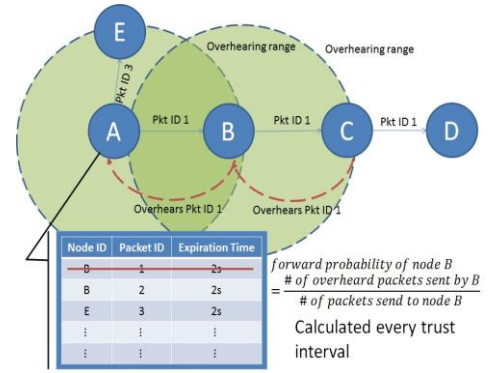 E
Overhearing range
Overhearing range
Pkt ID 3
A
Pkt ID 1
B
Pkt ID 1
C
Pkt ID 1
D
Overhears Pkt ID 1
Overhears Pkt ID 1
Node ID Packet ID Expiration Time
B 1 2s
B 2 2s
E 3 2s
⋮ ⋮ ⋮
⋮ ⋮ ⋮
forward probability of node B
= # of overheard packets sent by B
# of packets send to node B
Calculated every trust
interval